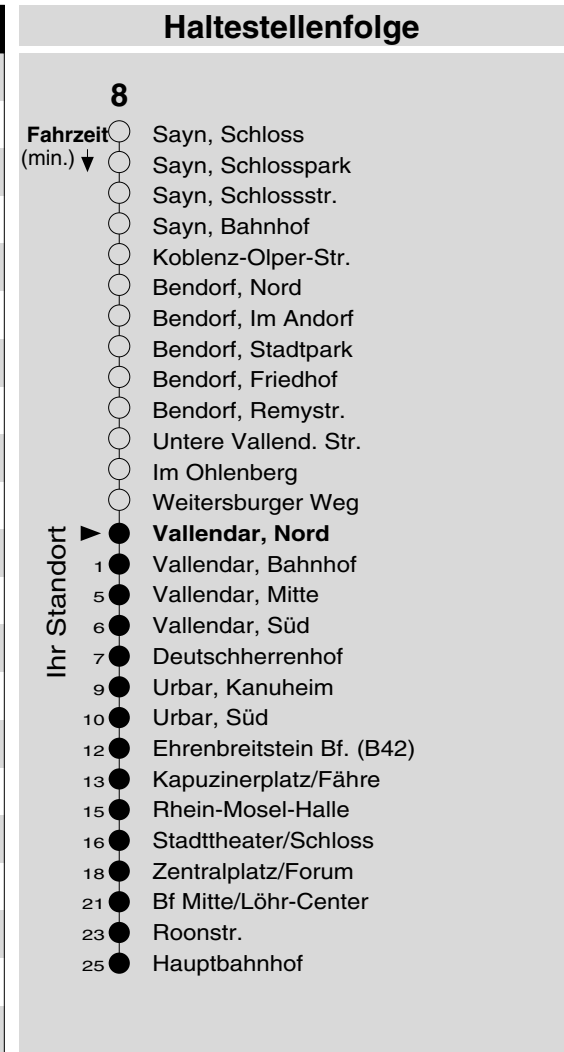 Haltestellenfolge
8
Fahrzeit
(min.)
Sayn, Schloss
Sayn, Schlosspark
Sayn, Schlossstr.
Sayn, Bahnhof
Koblenz-Olper-Str.
Bendorf, Nord
Bendorf, Im Andorf
Bendorf, Stadtpark
Bendorf, Friedhof
Bendorf, Remystr.
Untere Vallend. Str.
Im Ohlenberg
Weitersburger Weg
Ihr Standort
Vallendar, Nord
1 Vallendar, Bahnhof
5 Vallendar, Mitte
6 Vallendar, Süd
7 Deutschherrenhof
9 Urbar, Kanuheim
10 Urbar, Süd
12 Ehrenbreitstein Bf. (B42)
13 Kapuzinerplatz/Fähre
15 Rhein-Mosel-Halle
16 Stadttheater/Schloss
18 Zentralplatz/Forum
21 Bf Mitte/Löhr-Center
23 Roonstr.
25 Hauptbahnhof